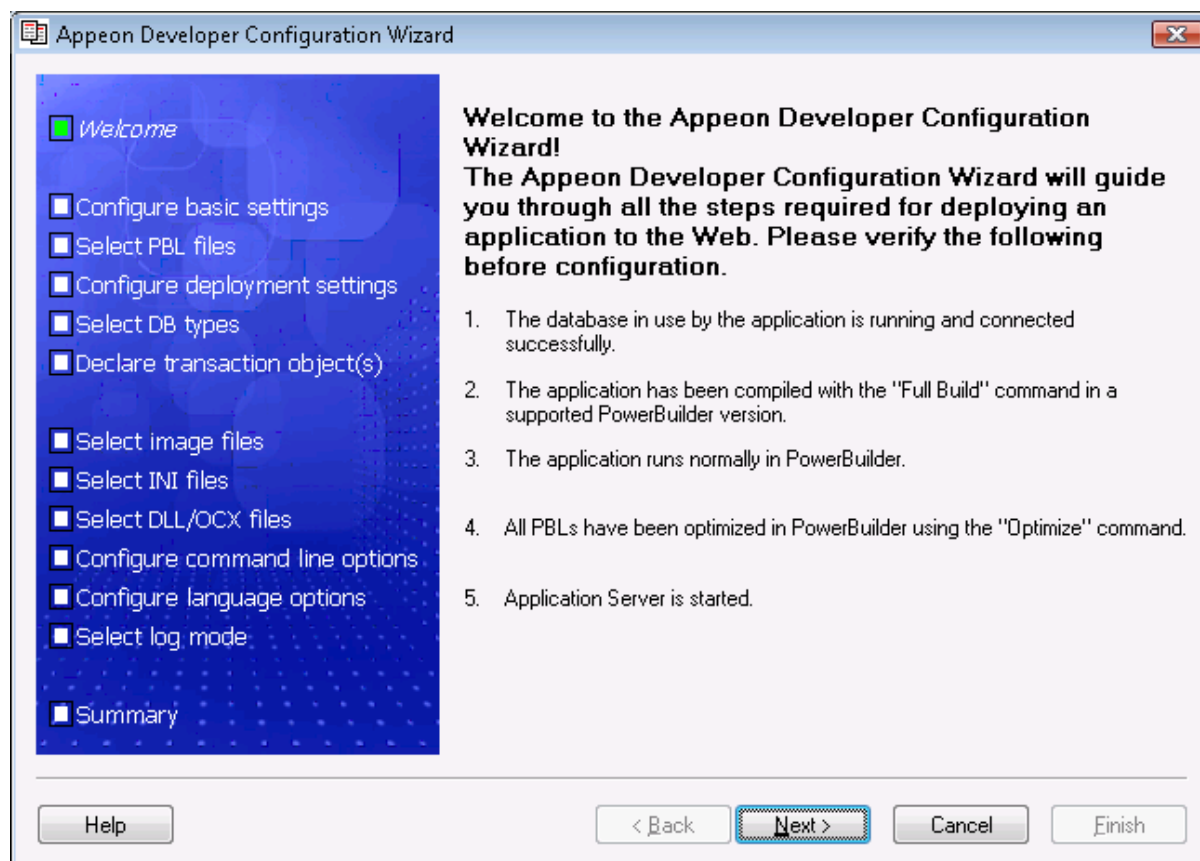 Appeon Developer Configuration Wizard
Welcome
Configure basic settings
Select PBL files
Configure deployment settings
Select DB types
Declare transaction object(s)
Select image files
Select INI files
Select DLL/OCX files
Configure command line options
Configure language options
Select log mode
Summary
Welcome to the Appeon Developer Configuration
Wizard!
The Appeon Developer Configuration Wizard will guide
you through all the steps required for deploying an
application to the Web. Please verify the following
before configuration.
1. The database in use by the application is running and connected
successfully.
2. The application has been compiled with the "Full Build" command in a
supported PowerBuilder version.
3. The application runs normally in PowerBuilder.
4. All PBLs have been optimized in PowerBuilder using the "Optimize" command.
5. Application Server is started.
Help
< Back
Next >
Cancel
Finish